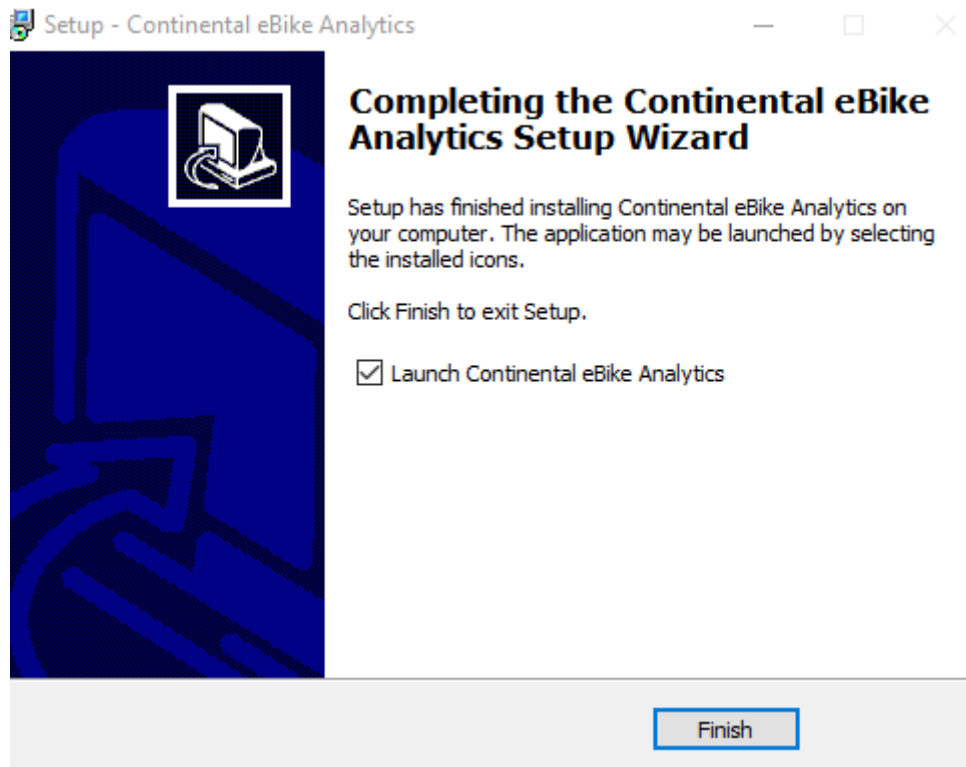 Setup - Continental eBike Analytics
Completing the Continental eBike
Analytics Setup Wizard
Setup has finished installing Continental eBike Analytics on
your computer. The application may be launched by selecting
the installed icons.
Click Finish to exit Setup.
Launch Continental eBike Analytics
Finish